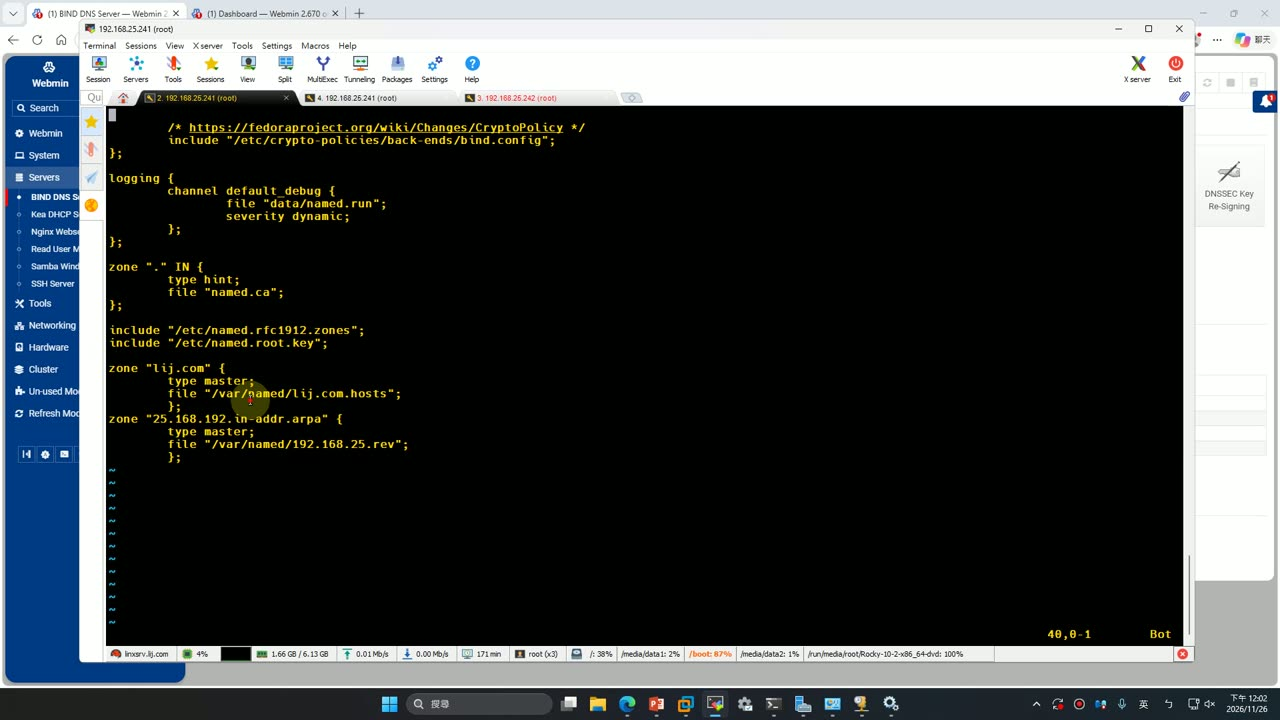 (1) BIND DNS Server — Webmin 2
(1) Dashboard — Webmin 2.670 o
聊天
192.168.25.241 (root)
Terminal Sessions View X server Tools Settings Macros Help
Session Servers Tools Sessions View Split MultiExec Tunneling Packages Settings Help X server Exit
Qu
2. 192.168.25.241 (root)
4. 192.168.25.241 (root)
3. 192.168.25.242 (root)
Webmin
Search
Webmin
System
Servers
BIND DNS Se
Kea DHCP S
Nginx Webse
Read User M
Samba Wind
SSH Server
Tools
Networking
Hardware
Cluster
Un-used Mod
Refresh Mod
/* https://fedoraproject.org/wiki/Changes/CryptoPolicy */
include "/etc/crypto-policies/back-ends/bind.config";
};
logging {
channel default_debug {
file "data/named.run";
severity dynamic;
};
};
zone "." IN {
type hint;
file "named.ca";
};
include "/etc/named.rfc1912.zones";
include "/etc/named.root.key";
zone "lij.com" {
type master;
file "/var/named/lij.com.hosts";
};
zone "25.168.192.in-addr.arpa" {
type master;
file "/var/named/192.168.25.rev";
};
~
~
~
~
~
~
~
~
~
~
~
~
~
40,0-1 Bot
DNSSEC Key
Re-Signing
linxsrv.lij.com 4% 1.66 GB / 6.13 GB 0.01 Mb/s 0.00 Mb/s 171 min root (x3) /: 38% /media/data1: 2% /boot: 87% /media/data2: 1% /run/media/root/Rocky-10-2-x86_64-dvd: 100%
搜尋
英
下午 12:02
2026/11/26